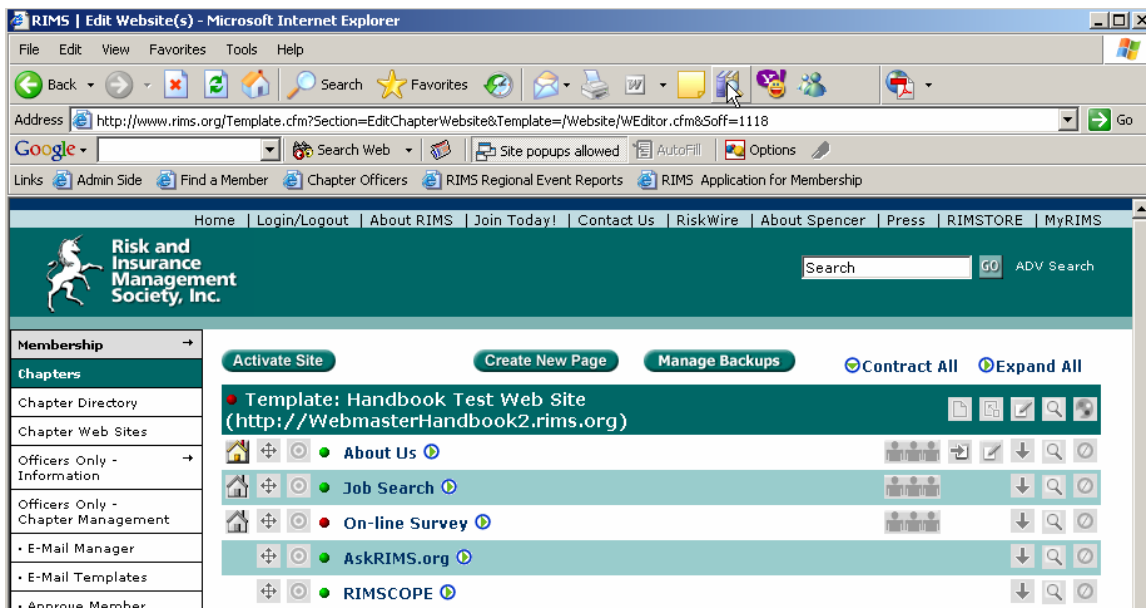 RIMS | Edit Website(s) - Microsoft Internet Explorer
File Edit View Favorites Tools Help
Back Search Favorites
Address http://www.rims.org/Template.cfm?Section=EditChapterWebsite&Template=/Website/WEditor.cfm&Soff=1118 Go
Google Search Web Site popups allowed AutoFill Options
Links Admin Side Find a Member Chapter Officers RIMS Regional Event Reports RIMS Application for Membership
Home | Login/Logout | About RIMS | Join Today! | Contact Us | RiskWire | About Spencer | Press | RIMSTORE | MyRIMS
Risk and
Insurance
Management
Society, Inc.
Search GO ADV Search
Membership
Chapters
Chapter Directory
Chapter Web Sites
Officers Only -
Information
Officers Only -
Chapter Management
• E-Mail Manager
• E-Mail Templates
• Approve Member
Activate Site Create New Page Manage Backups Contract All Expand All
Template: Handbook Test Web Site
(http://WebmasterHandbook2.rims.org)
About Us
Job Search
On-line Survey
AskRIMS.org
RIMSCOPE